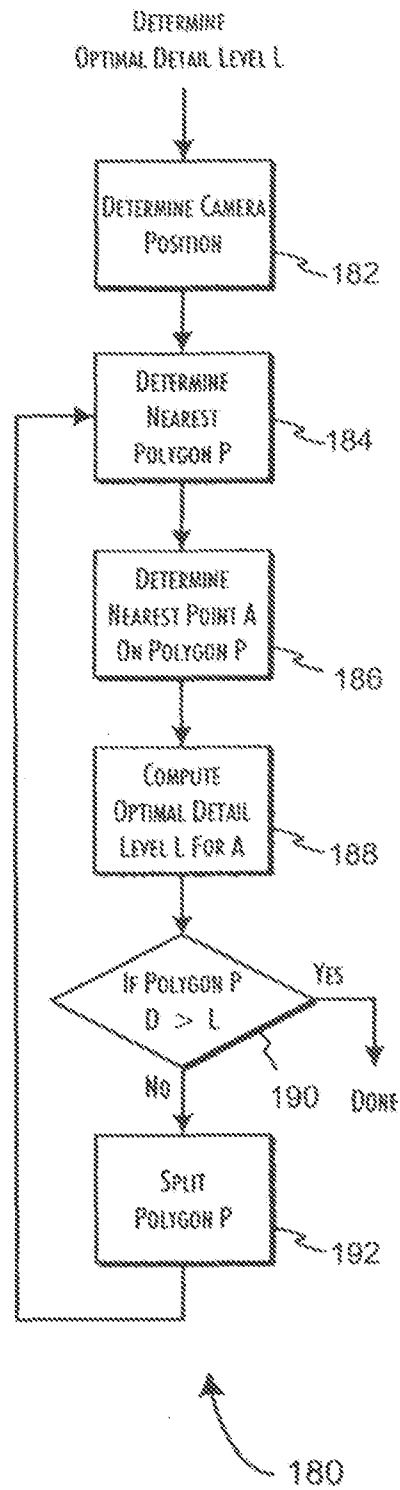 DETERMINE
OPTIMAL DETAIL LEVEL L
DETERMINE CAMERA
POSITION
182
DETERMINE
NEAREST
POLYGON P
184
DETERMINE
NEAREST POINT A
ON POLYGON P
186
COMPUTE
OPTIMAL DETAIL
LEVEL L FOR A
188
IF POLYGON P
D > L
YES
190
DONE
NO
SPLIT
POLYGON P
192
180